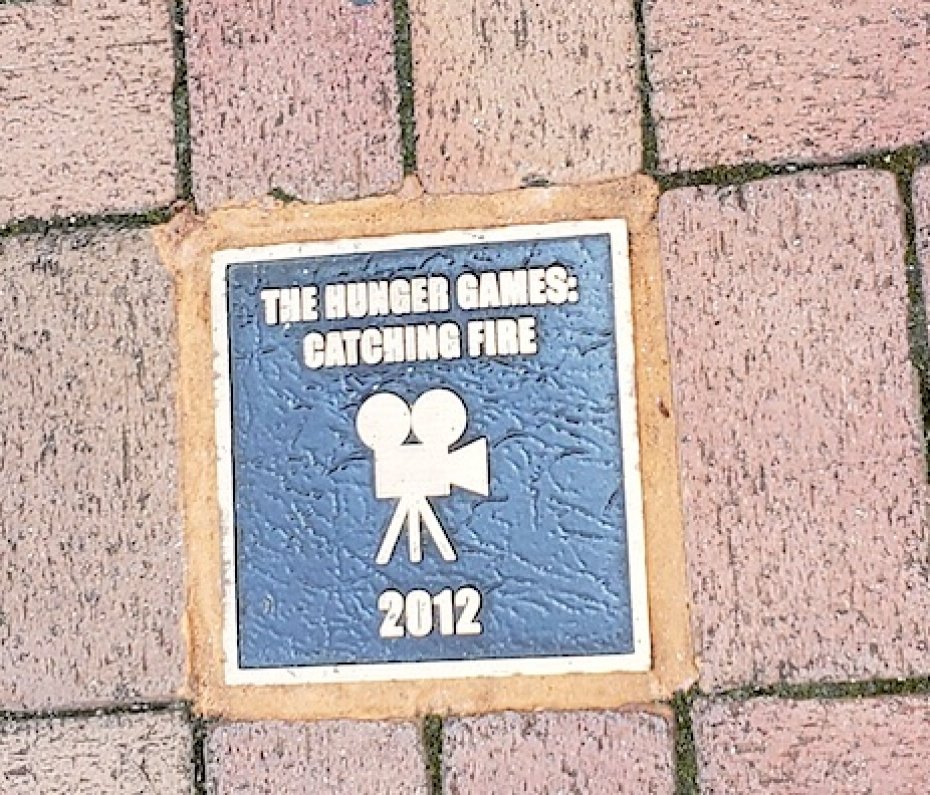 THE HUNGER GAMES:
CATCHING FIRE
2012